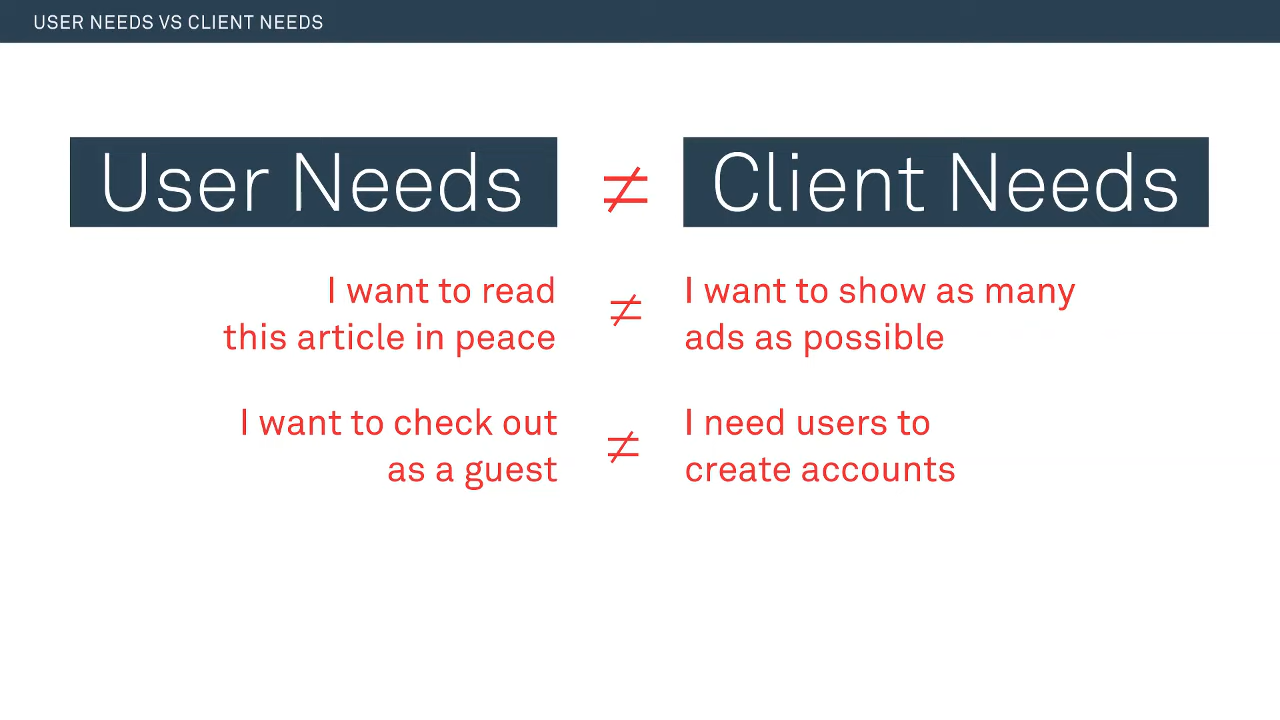 USER NEEDS VS CLIENT NEEDS
User Needs ≠ Client Needs
I want to read
this article in peace
≠
I want to show as many
ads as possible
I want to check out
as a guest
≠
I need users to
create accounts